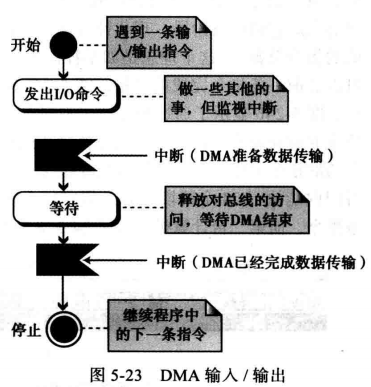 遇到一条输
入/输出指令
开始
发出I/O命令
做一些其他的
事，但监视中断
中断（DMA准备数据传输）
等待
释放对总线的访
问，等待DMA结束
中断（DMA已经完成数据传输）
停止
继续程序中
的下一条指令
图 5-23 DMA 输入 / 输出